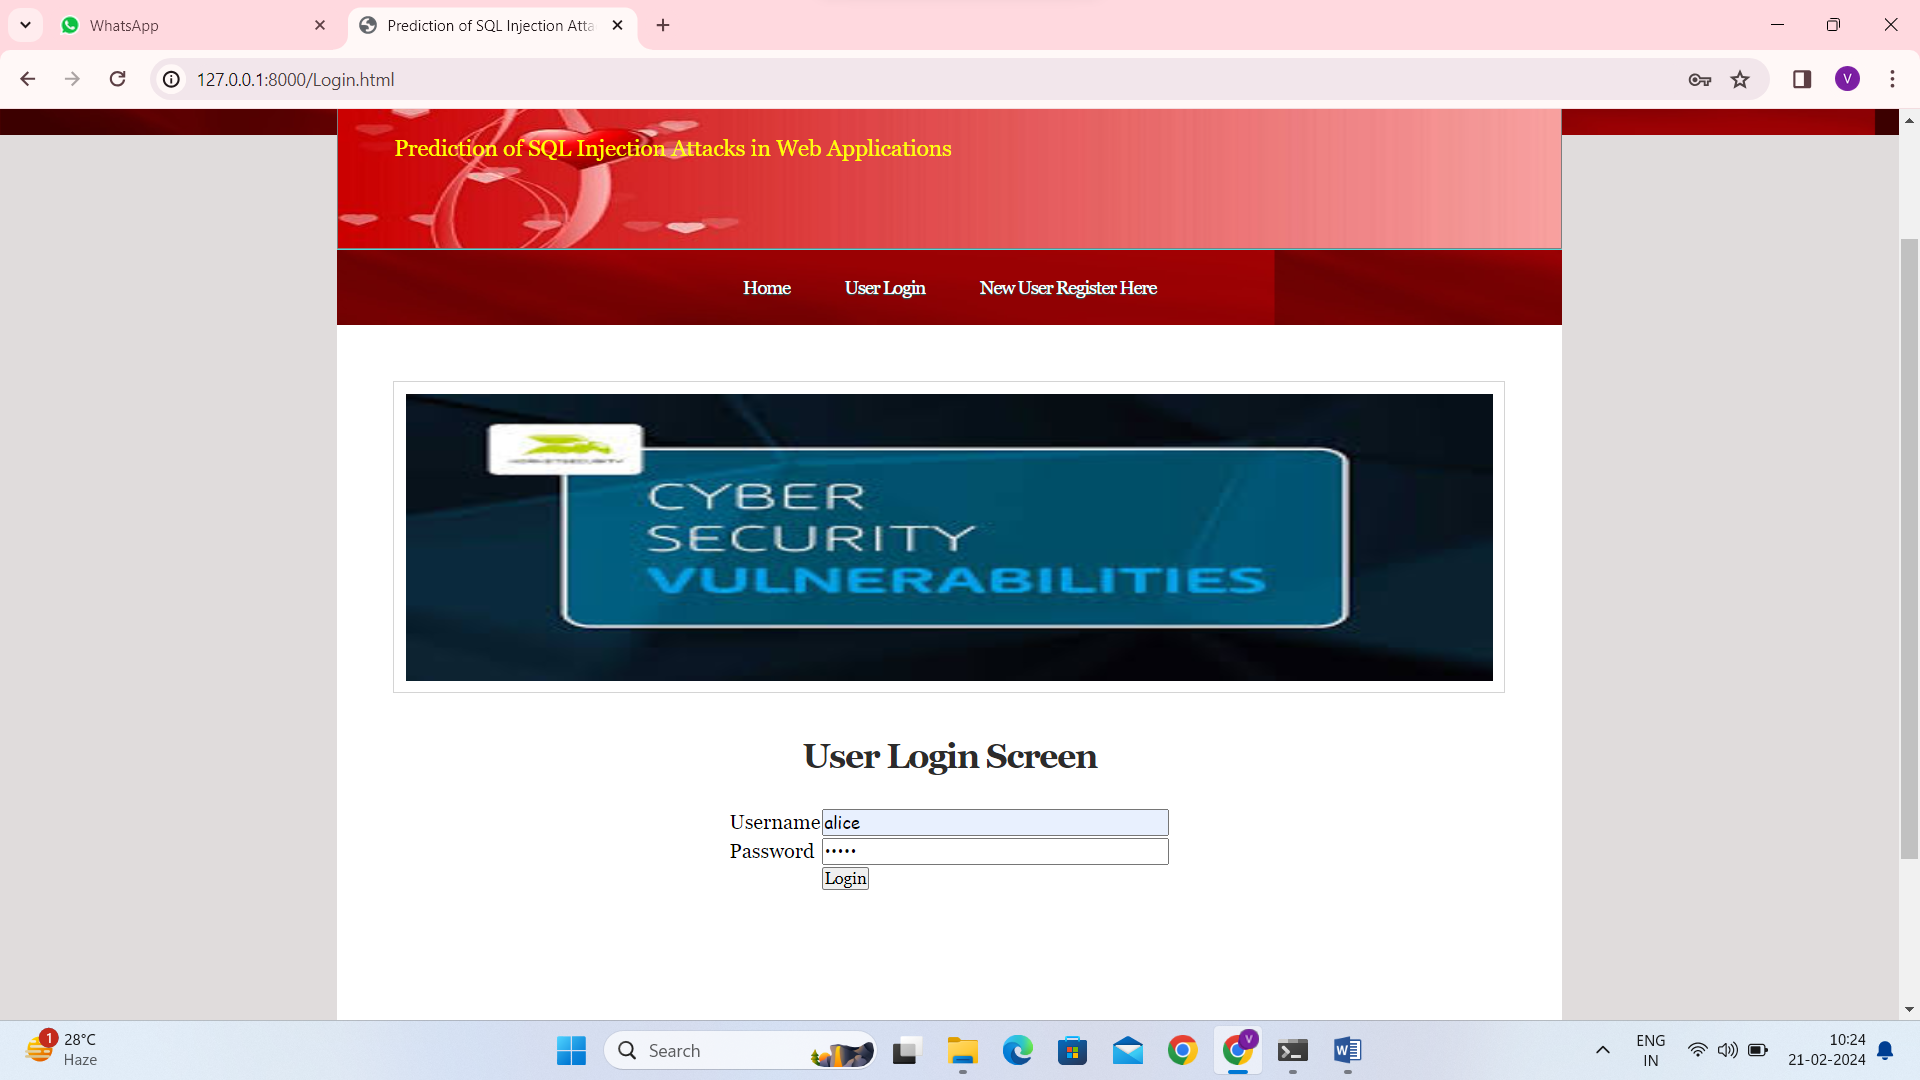 WhatsApp
Prediction of SQL Injection Atta
127.0.0.1:8000/Login.html
V
Prediction of SQL Injection Attacks in Web Applications
Home User Login New User Register Here
CYBER
SECURITY
VULNERABILITIES
User Login Screen
Username alice
Password •••••
Login
1
28°C
Haze
Search
V
ENG
IN
10:24
21-02-2024